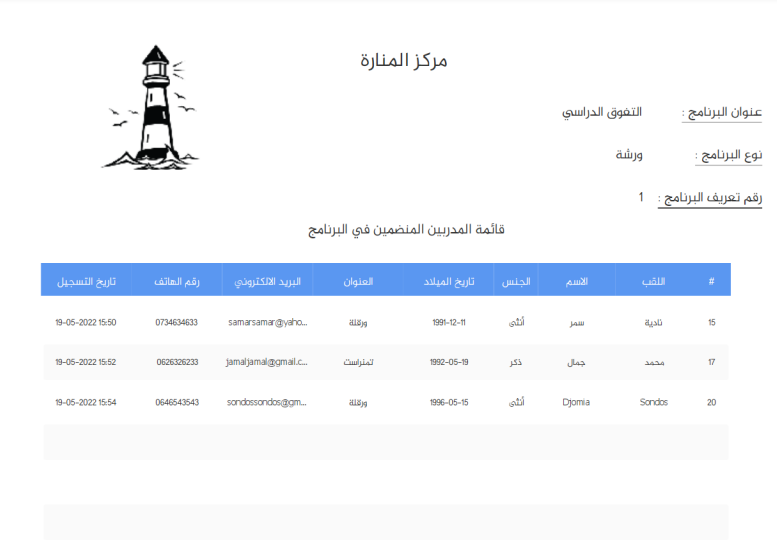 مركز المنارة
عنوان البرنامج : التفوق الدراسي
نوع البرنامج : ورشة
رقم تعريف البرنامج : 1
قائمة المدربين المنضمين في البرنامج
# اللقب الاسم الجنس تاريخ الميلاد العنوان البريد الالكتروني رقم الهاتف تاريخ التسجيل
15 نادية سمر أنثى 1991-12-11 ورقلة samarsamar@yaho... 0734634633 19-05-2022 15:50
17 محمد جمال ذكر 1992-05-19 تمنراست jamaljamal@gmail.c... 0626326233 19-05-2022 15:52
20 Sondos Djomia أنثى 1996-05-15 ورقلة sondossondos@gm... 0646543543 19-05-2022 15:54